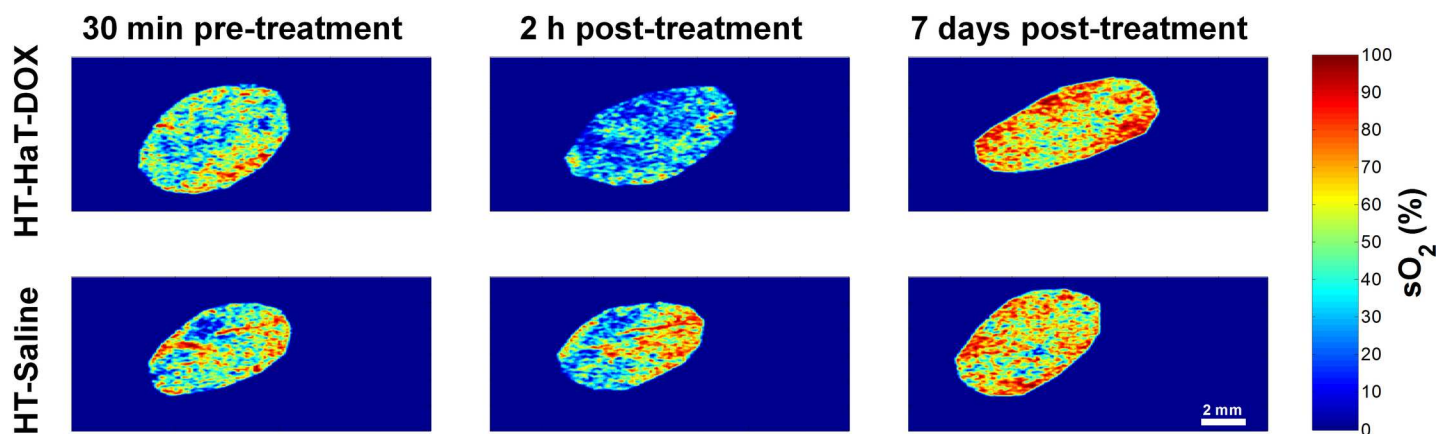 30 min pre-treatment
2 h post-treatment
7 days post-treatment
HT-HaT-DOX
HT-Saline
2 mm
100
90
80
70
60
50
40
30
20
10
0
sO₂ (%)